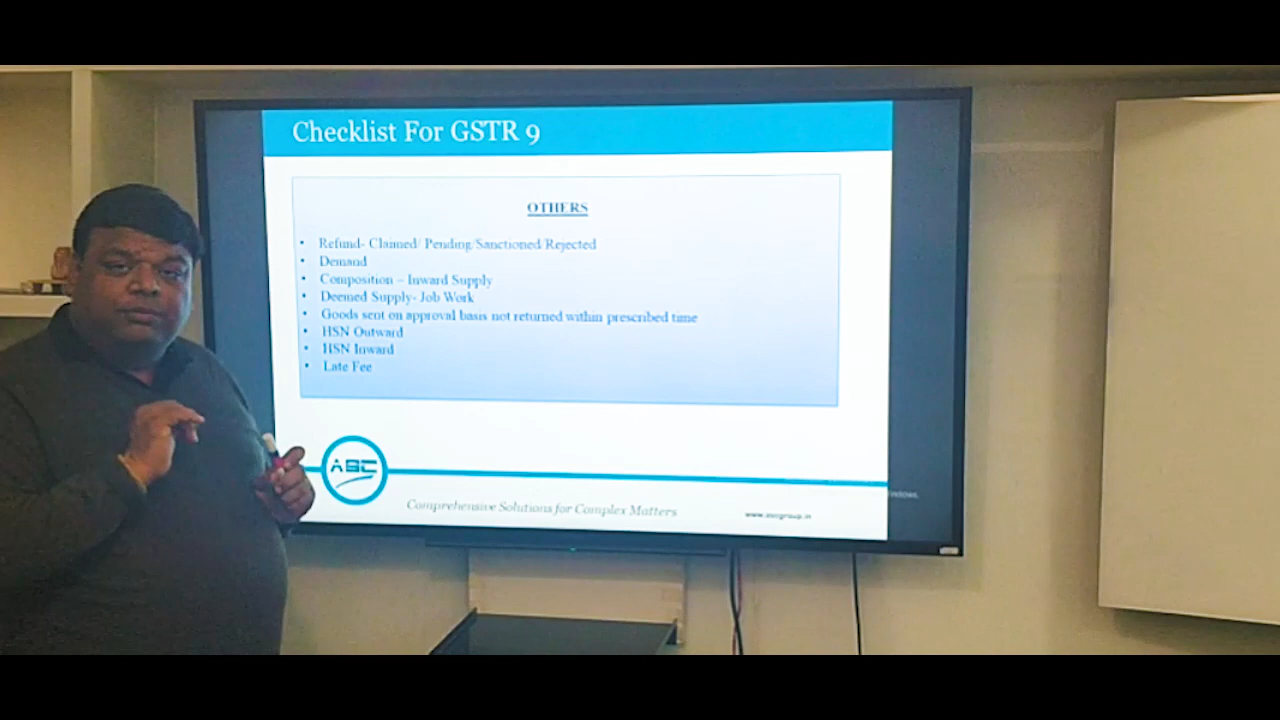 Checklist For GSTR 9
OTHERS
• Refund- Claimed/ Pending/Sanctioned/Rejected
• Demand
• Composition – Inward Supply
• Deemed Supply- Job Work
• Goods sent on approval basis not returned within prescribed time
• HSN Outward
• HSN Inward
• Late Fee
ASC
Comprehensive Solutions for Complex Matters
www.ascgroup.in